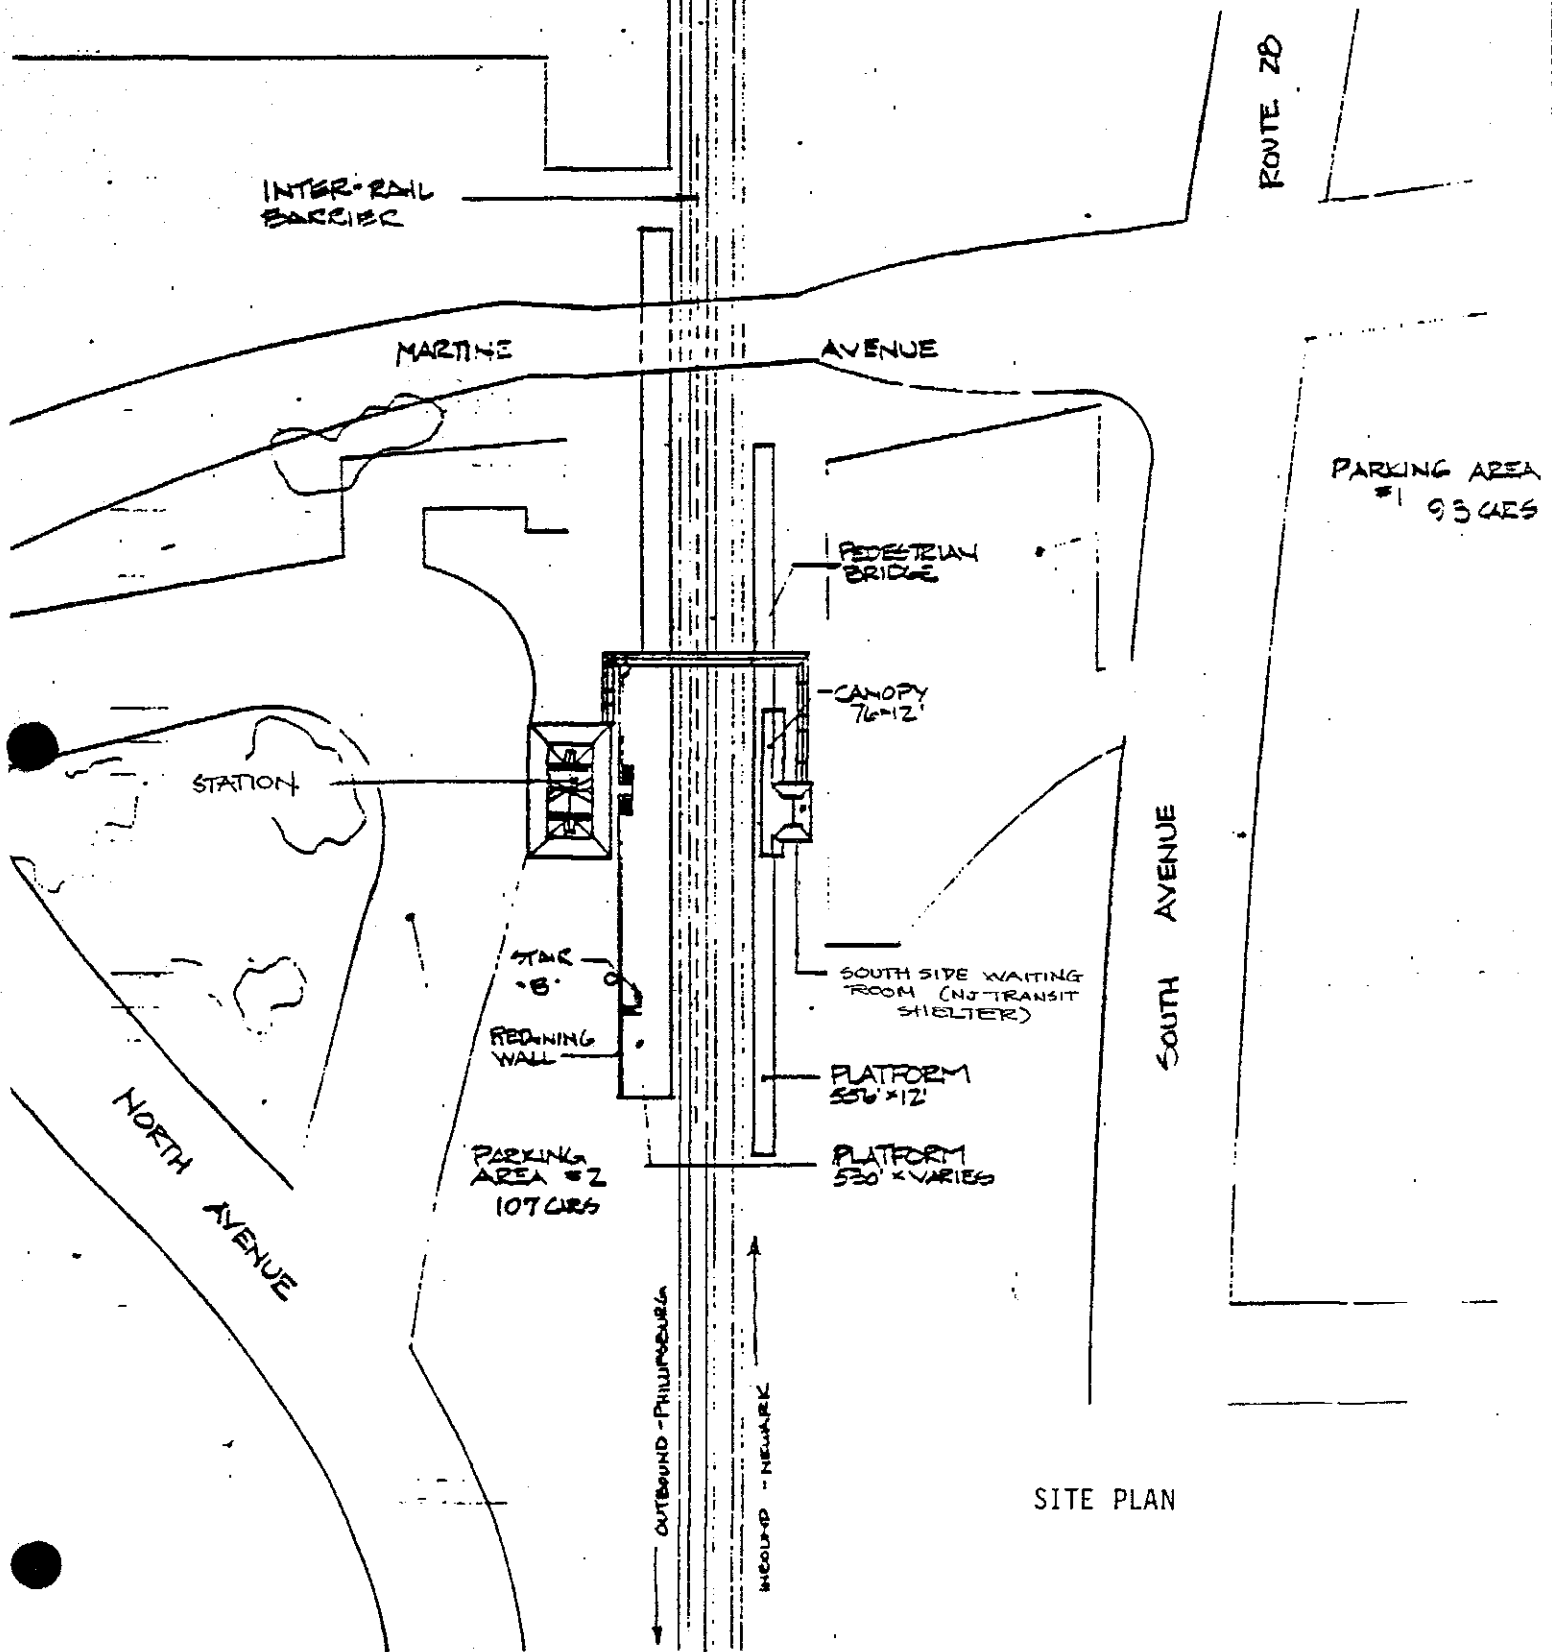 ROUTE 28
INTER-RAIL
BARRIER
MARTINE AVENUE
PARKING AREA
#1 93 CARS
PEDESTRIAN
BRIDGE
CANOPY
76×12'
STATION
SOUTH AVENUE
STAIR
"B"
SOUTH SIDE WAITING
ROOM (NJ TRANSIT
SHELTER)
RETAINING
WALL
PLATFORM
556'×12'
NORTH AVENUE
PARKING
AREA #2
107 CARS
PLATFORM
530'×VARIES
OUTBOUND - PHILLIPSBURG
INBOUND - NEWARK
SITE PLAN